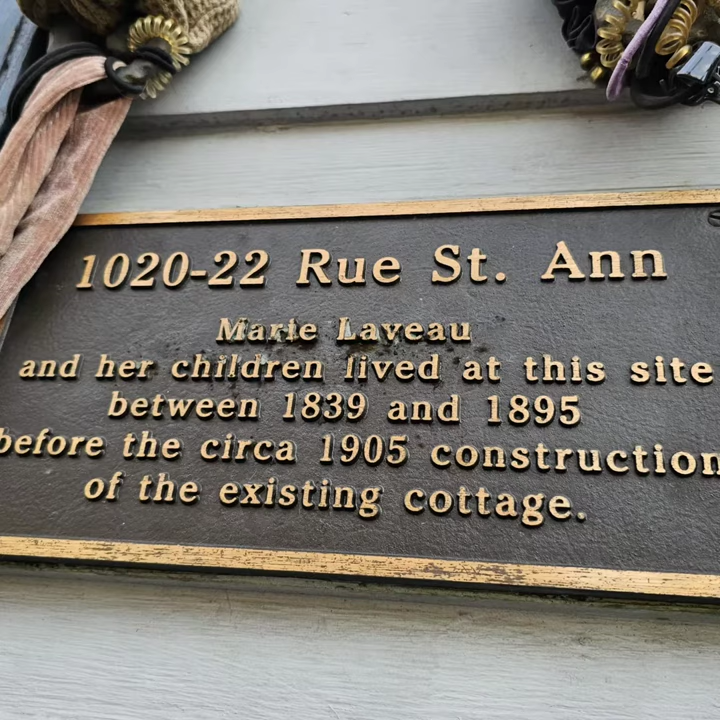 1020-22 Rue St. Ann
Marie Laveau
and her children lived at this site
between 1839 and 1895
before the circa 1905 construction
of the existing cottage.